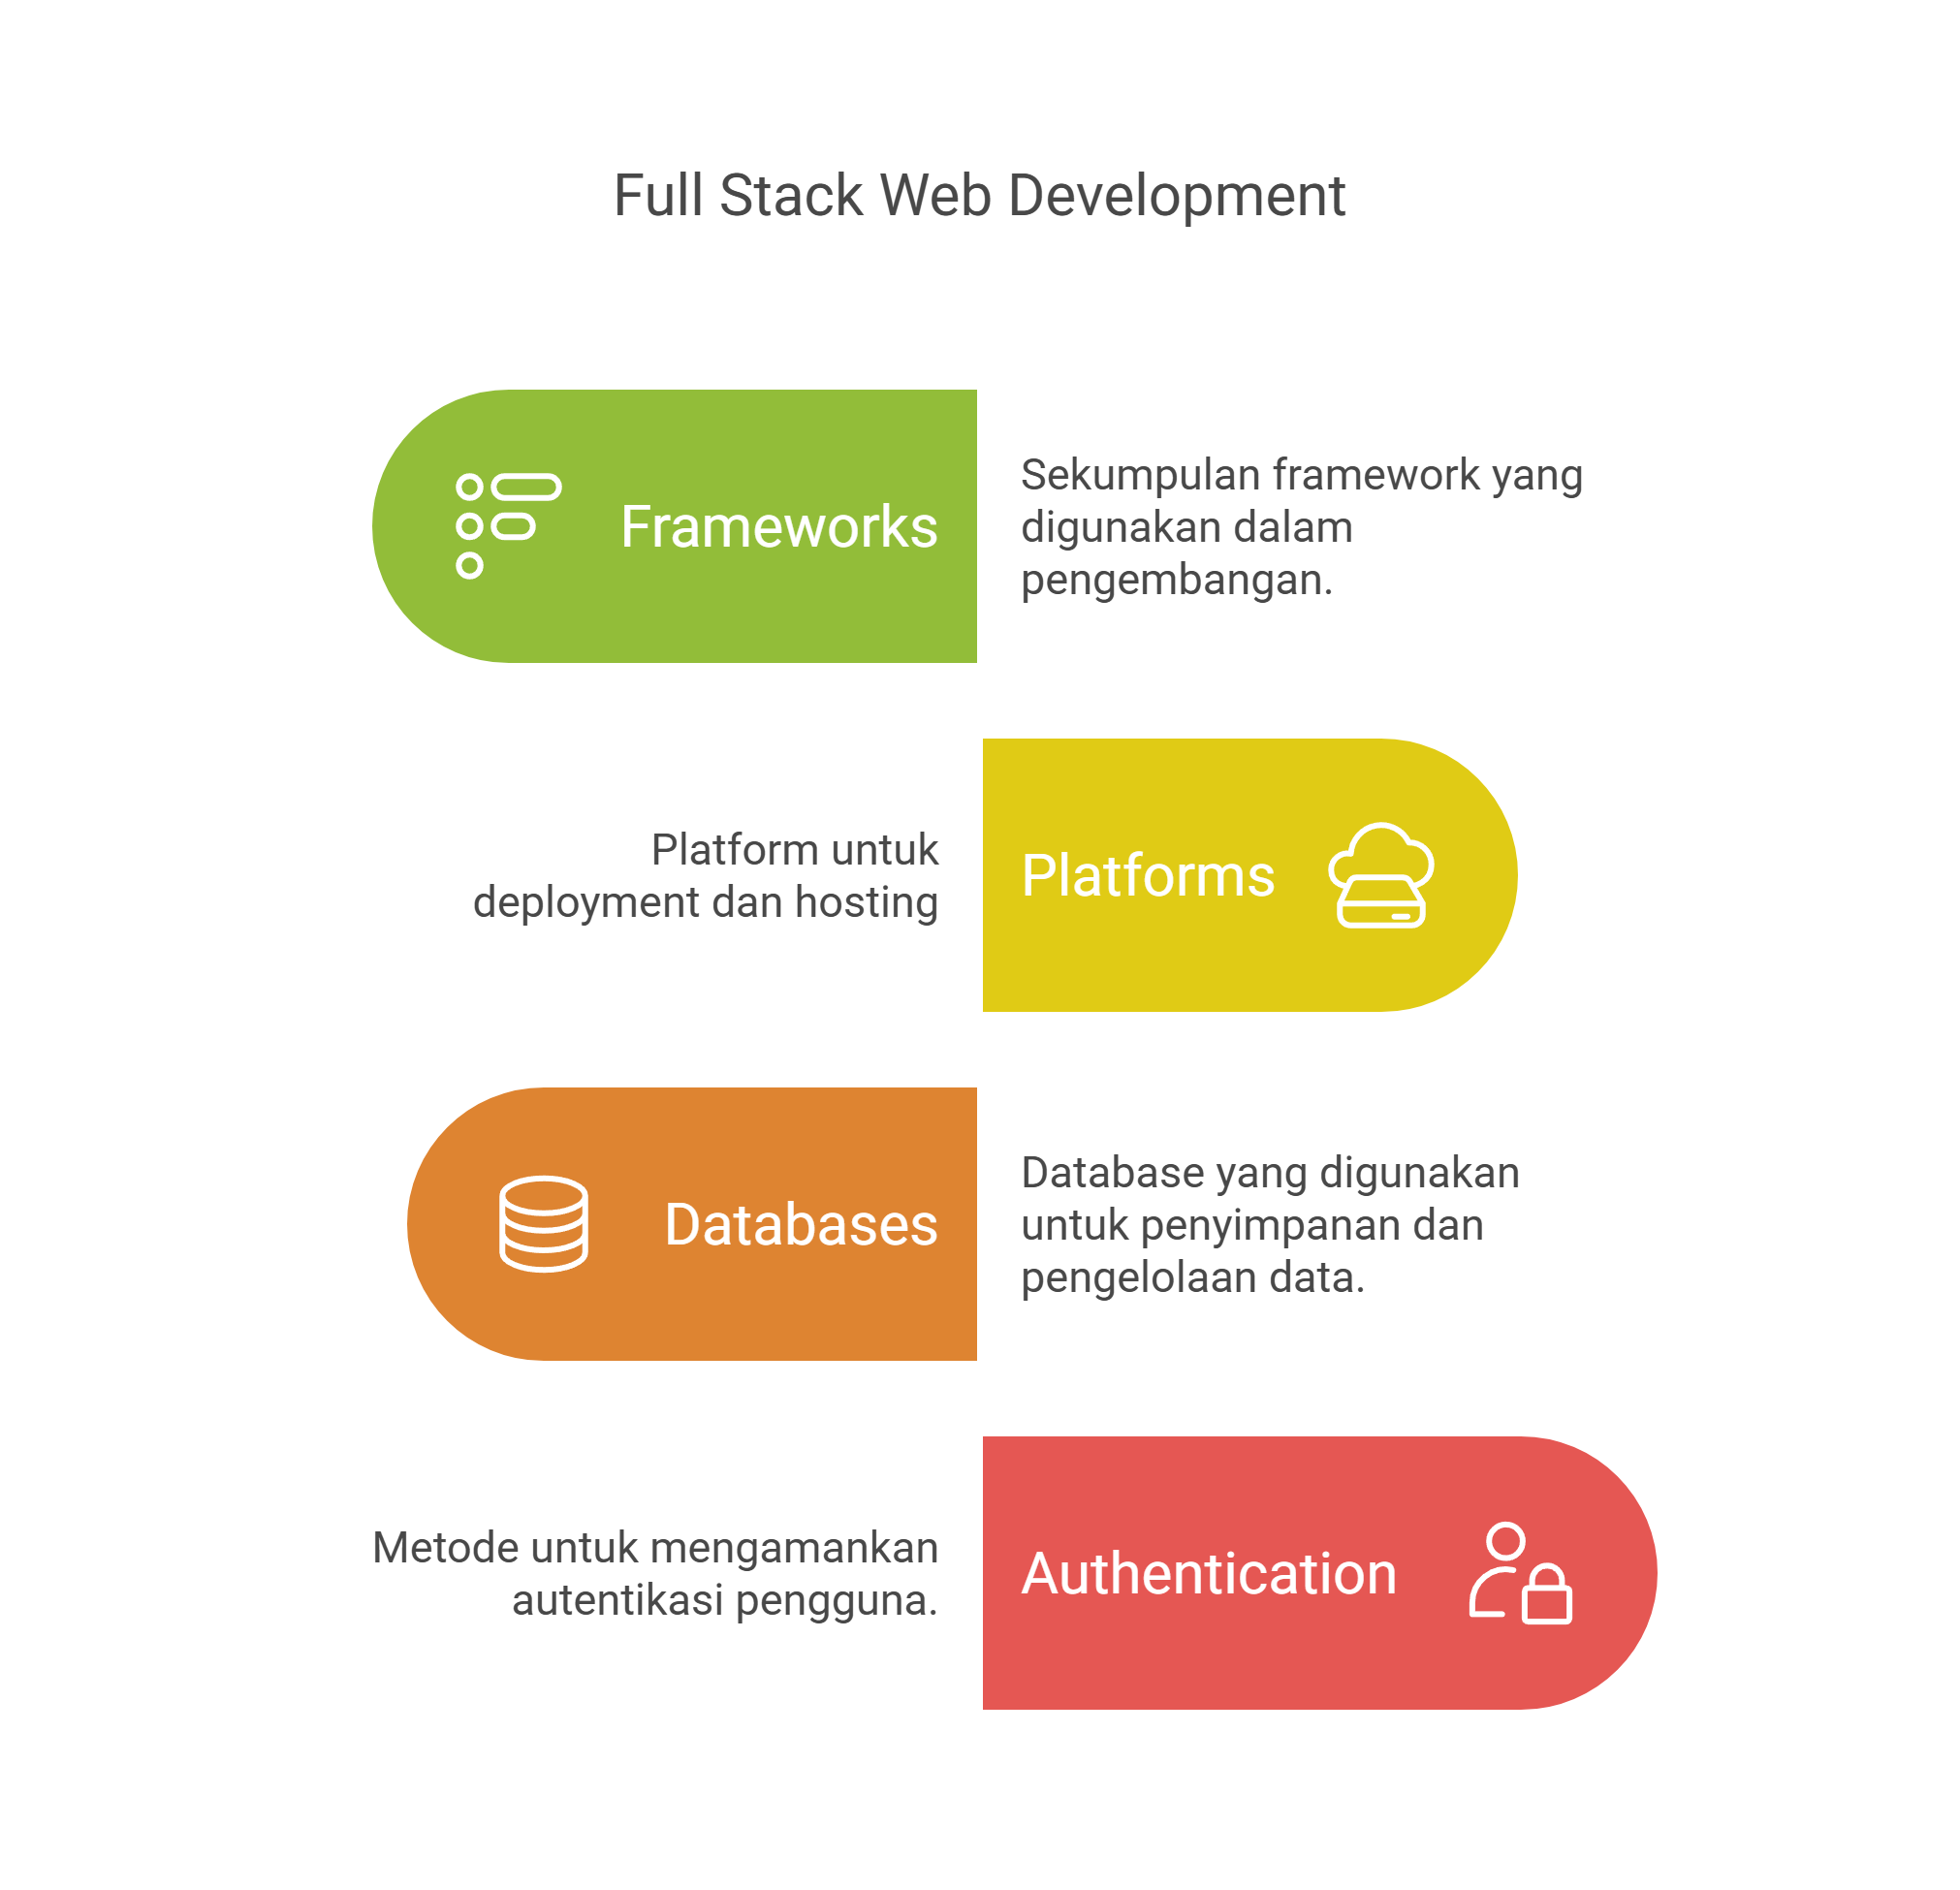 Full Stack Web Development
Frameworks
Sekumpulan framework yang
digunakan dalam
pengembangan.
Platform untuk
deployment dan hosting
Platforms
Databases
Database yang digunakan
untuk penyimpanan dan
pengelolaan data.
Metode untuk mengamankan
autentikasi pengguna.
Authentication